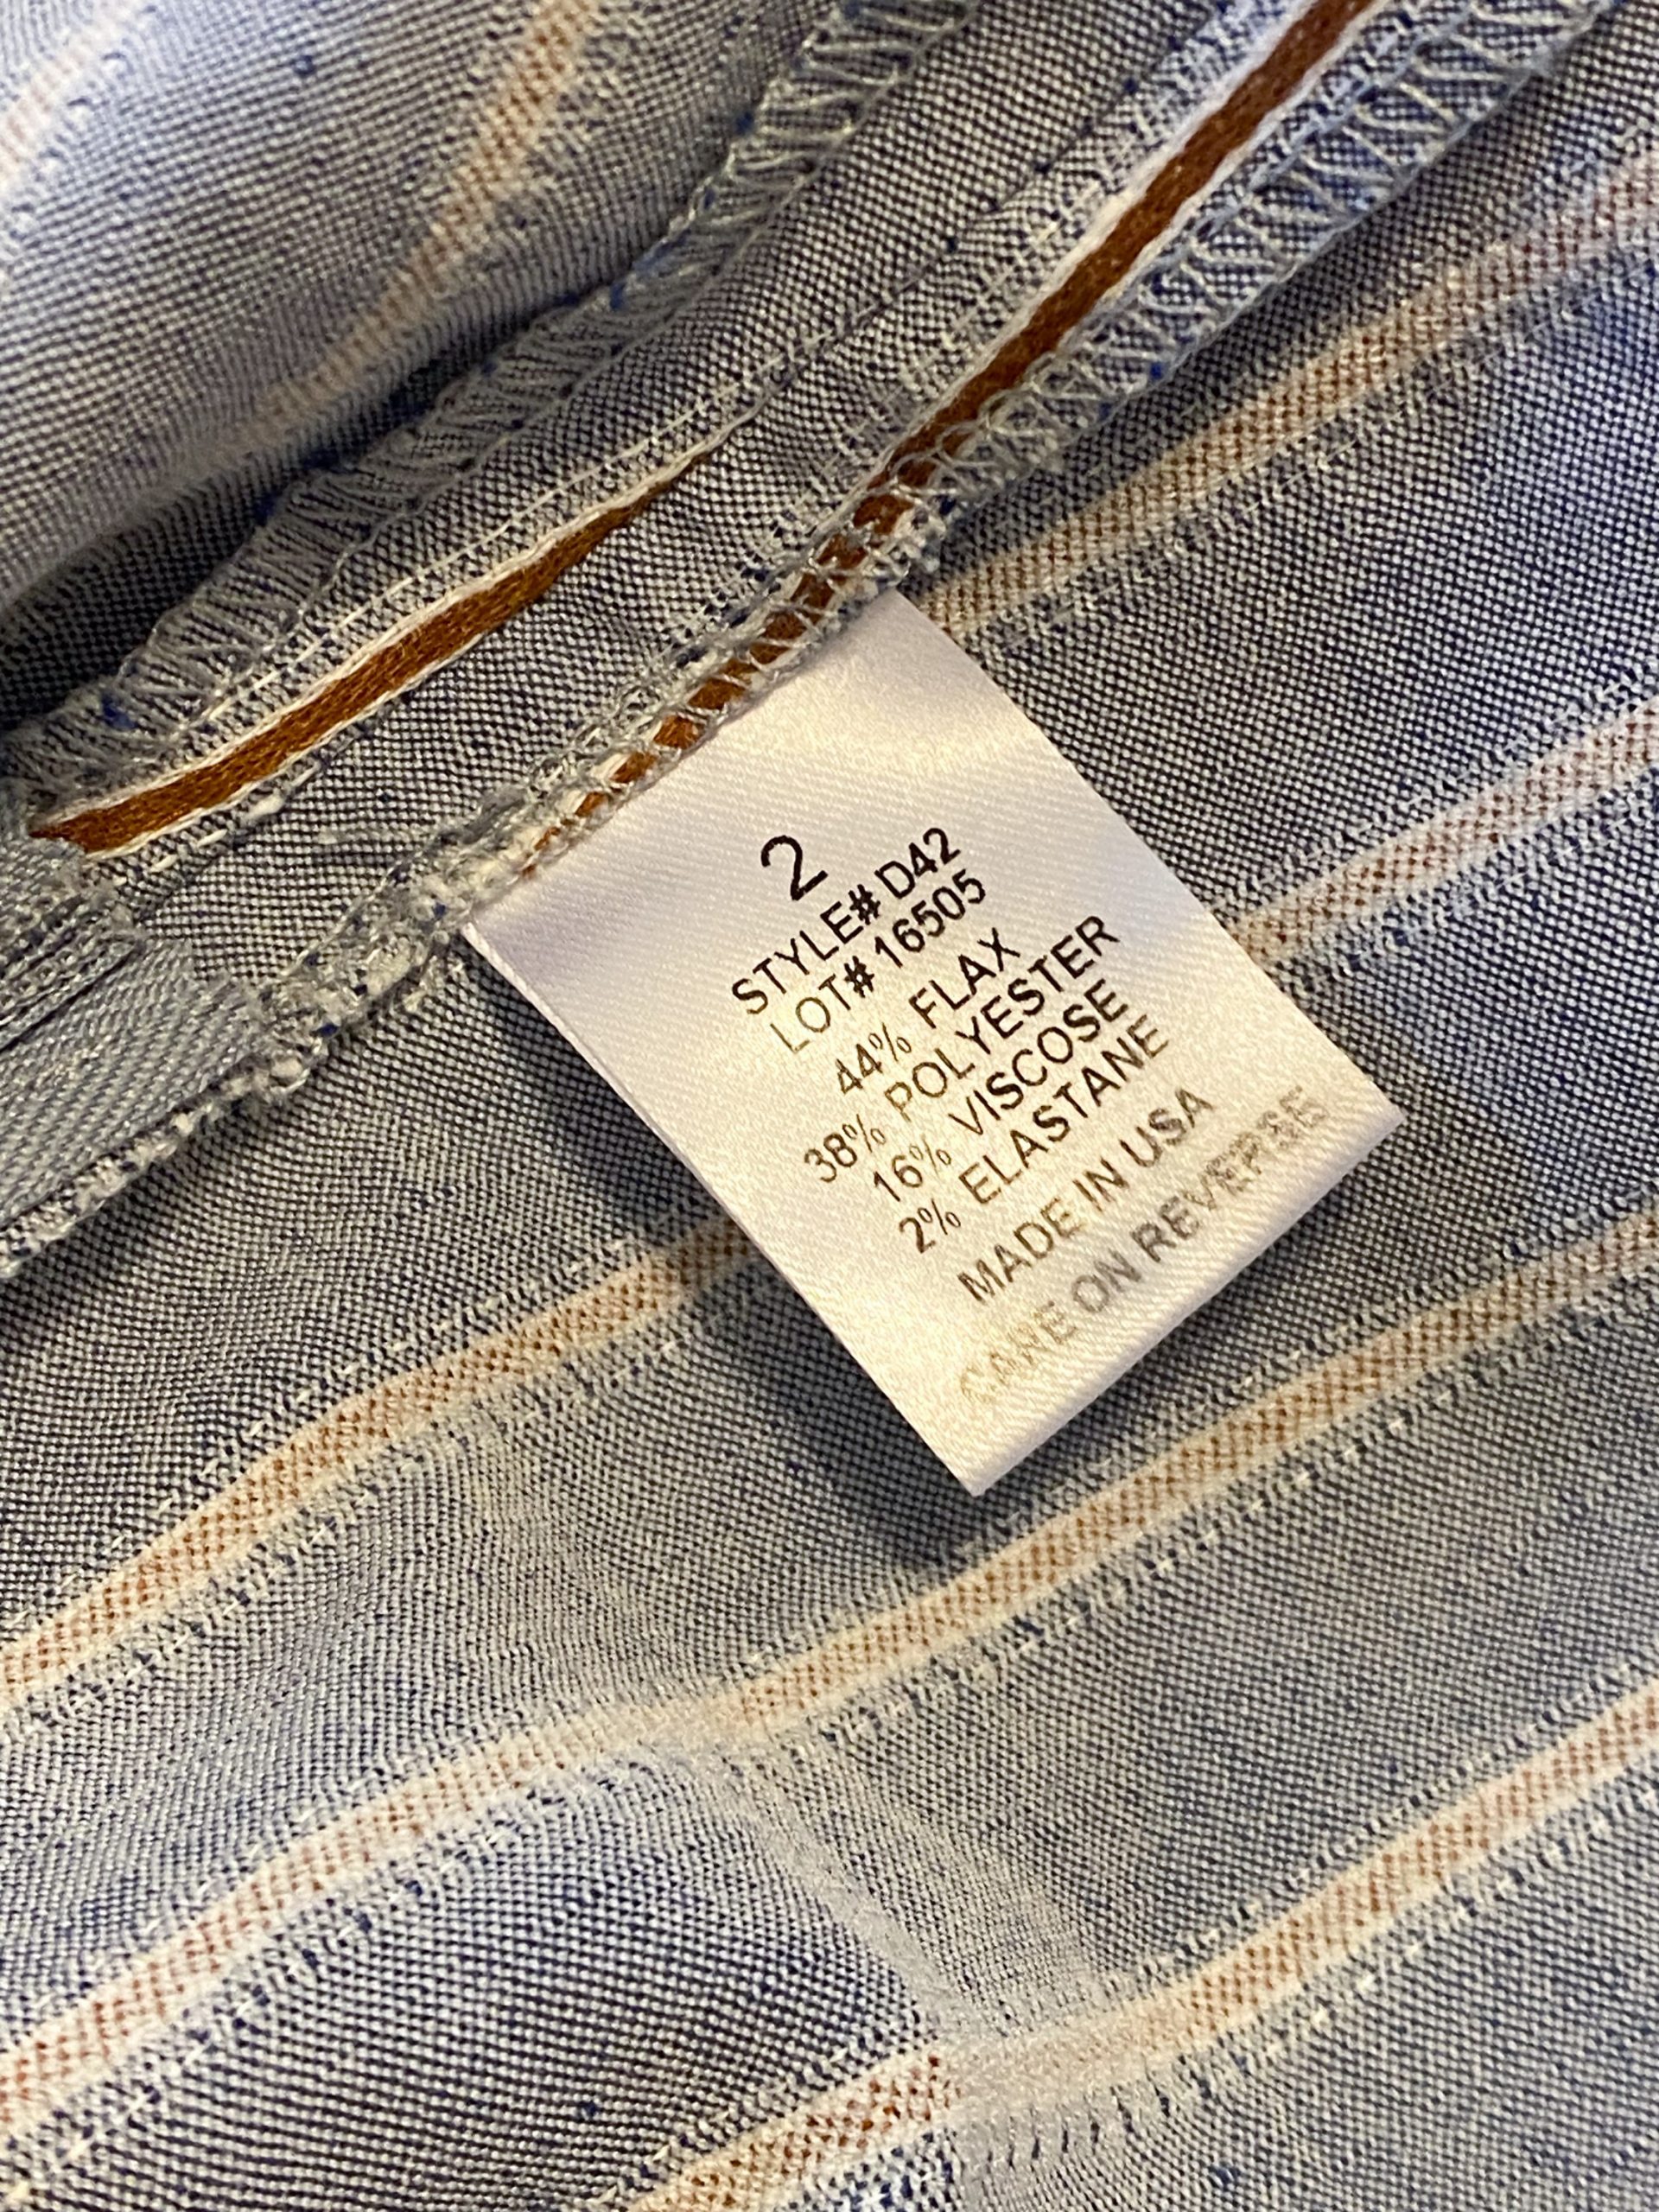 2
STYLE# D42
LOT# 16505
44% FLAX
38% POLYESTER
16% VISCOSE
2% ELASTANE
MADE IN USA
CARE ON REVERSE